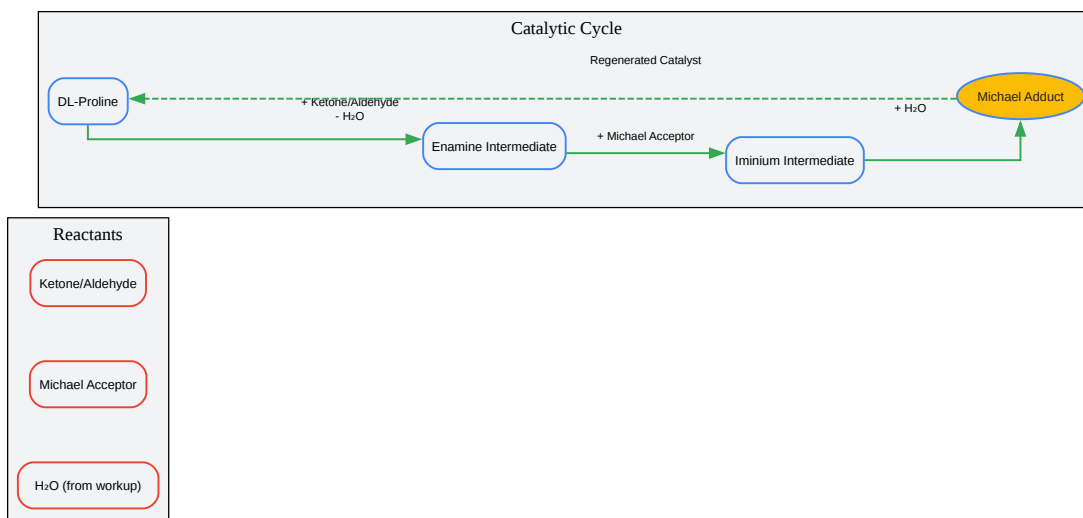 Catalytic Cycle
Regenerated Catalyst
DL-Proline
+ Ketone/Aldehyde
- H₂O
+ H₂O
Michael Adduct
Enamine Intermediate
+ Michael Acceptor
Iminium Intermediate
Reactants
Ketone/Aldehyde
Michael Acceptor
H₂O (from workup)